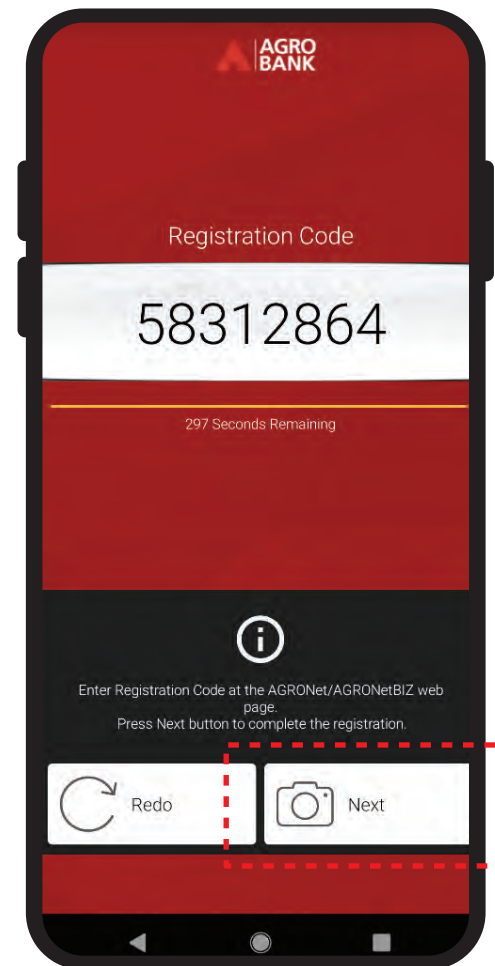 AGRO
BANK
Registration Code
58312864
297 Seconds Remaining
Enter Registration Code at the AGRONet/AGRONetBIZ web
page.
Press Next button to complete the registration.
Redo
Next